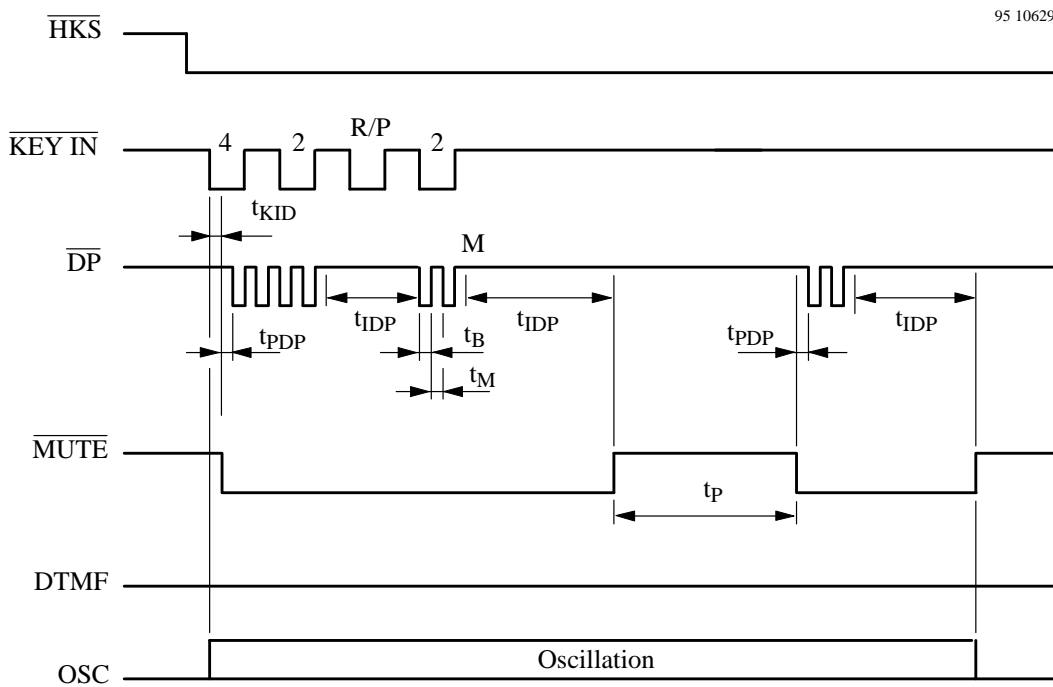 95 10629
HKS
R/P
KEY IN 4 2 2
tKID
DP M
tIDP tIDP tIDP
tPDP tB tPDP
tM
MUTE
tP
DTMF
Oscillation
OSC